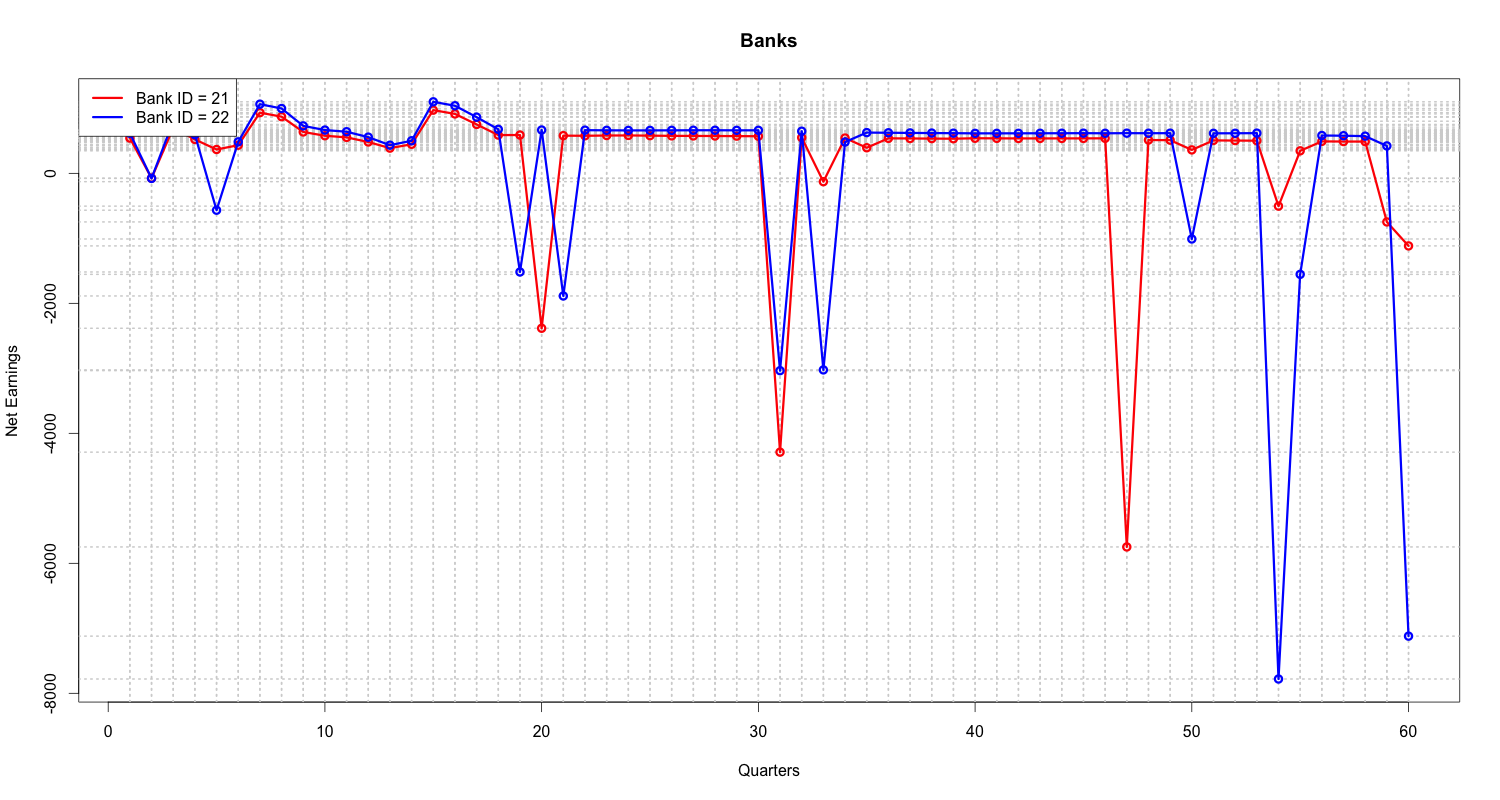 Banks
Bank ID = 21
Bank ID = 22
Net Earnings
0
-2000
-4000
-6000
-8000
0 10 20 30 40 50 60
Quarters